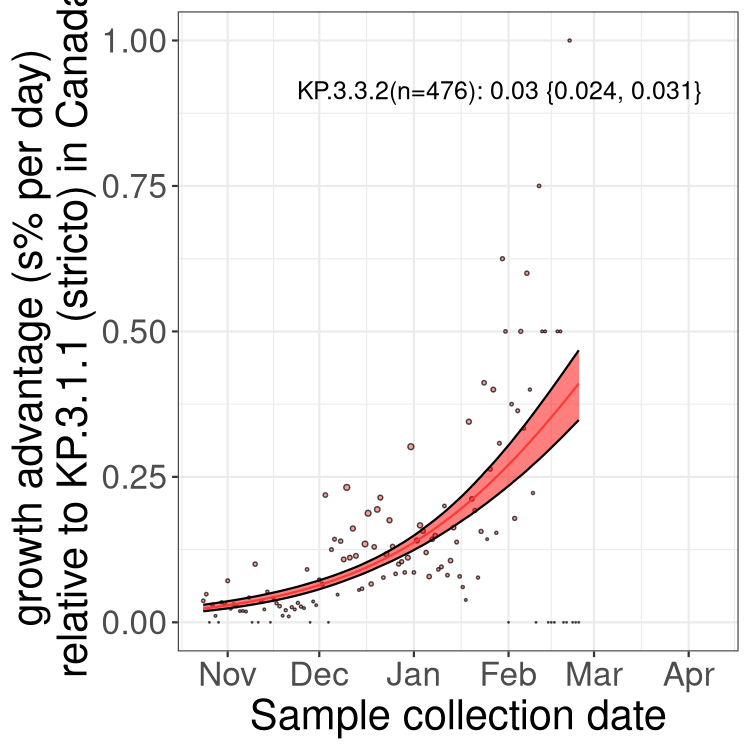 growth advantage (s% per day)
relative to KP.3.1.1 (stricto) in Canada
1.00
KP.3.3.2(n=476): 0.03 {0.024, 0.031}
0.75
0.50
0.25
0.00
Nov Dec Jan Feb Mar Apr
Sample collection date